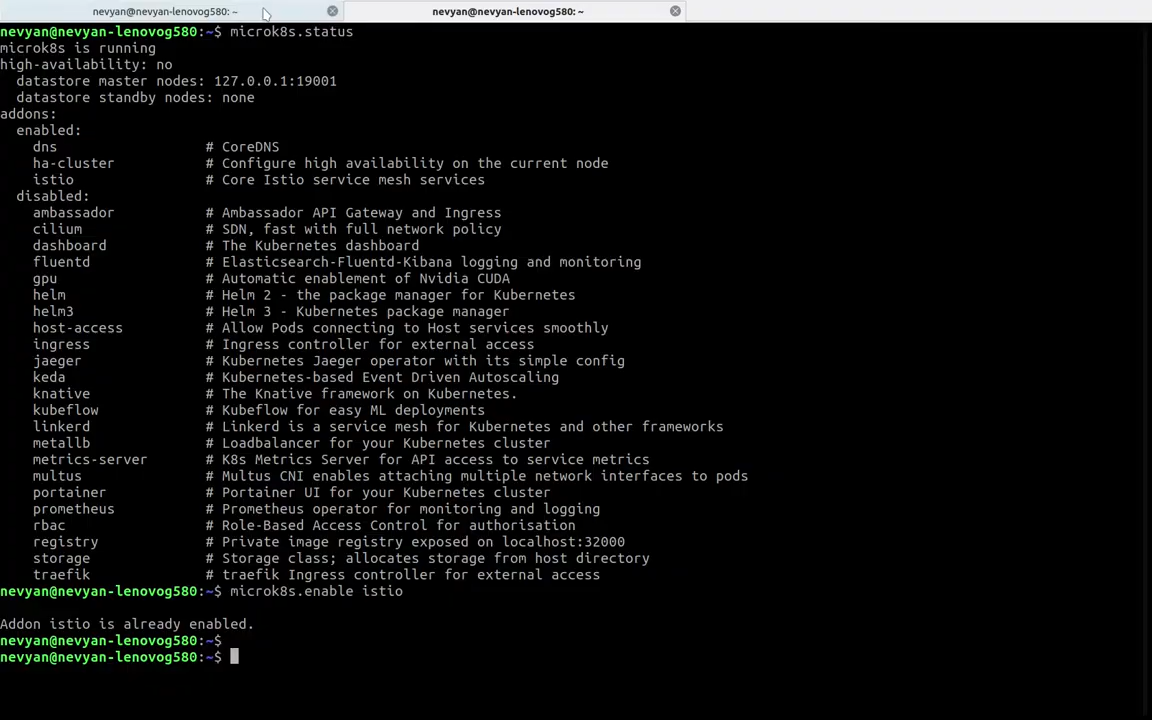 nevyan@nevyan-lenovog580: ~ nevyan@nevyan-lenovog580: ~
nevyan@nevyan-lenovog580:~$ microk8s.status
microk8s is running
high-availability: no
  datastore master nodes: 127.0.0.1:19001
  datastore standby nodes: none
addons:
  enabled:
    dns                  # CoreDNS
    ha-cluster           # Configure high availability on the current node
    istio                # Core Istio service mesh services
  disabled:
    ambassador           # Ambassador API Gateway and Ingress
    cilium               # SDN, fast with full network policy
    dashboard            # The Kubernetes dashboard
    fluentd              # Elasticsearch-Fluentd-Kibana logging and monitoring
    gpu                  # Automatic enablement of Nvidia CUDA
    helm                 # Helm 2 - the package manager for Kubernetes
    helm3                # Helm 3 - Kubernetes package manager
    host-access          # Allow Pods connecting to Host services smoothly
    ingress              # Ingress controller for external access
    jaeger               # Kubernetes Jaeger operator with its simple config
    keda                 # Kubernetes-based Event Driven Autoscaling
    knative              # The Knative framework on Kubernetes.
    kubeflow             # Kubeflow for easy ML deployments
    linkerd              # Linkerd is a service mesh for Kubernetes and other frameworks
    metallb              # Loadbalancer for your Kubernetes cluster
    metrics-server       # K8s Metrics Server for API access to service metrics
    multus               # Multus CNI enables attaching multiple network interfaces to pods
    portainer            # Portainer UI for your Kubernetes cluster
    prometheus           # Prometheus operator for monitoring and logging
    rbac                 # Role-Based Access Control for authorisation
    registry             # Private image registry exposed on localhost:32000
    storage              # Storage class; allocates storage from host directory
    traefik              # traefik Ingress controller for external access
nevyan@nevyan-lenovog580:~$ microk8s.enable istio
Addon istio is already enabled.
nevyan@nevyan-lenovog580:~$
nevyan@nevyan-lenovog580:~$